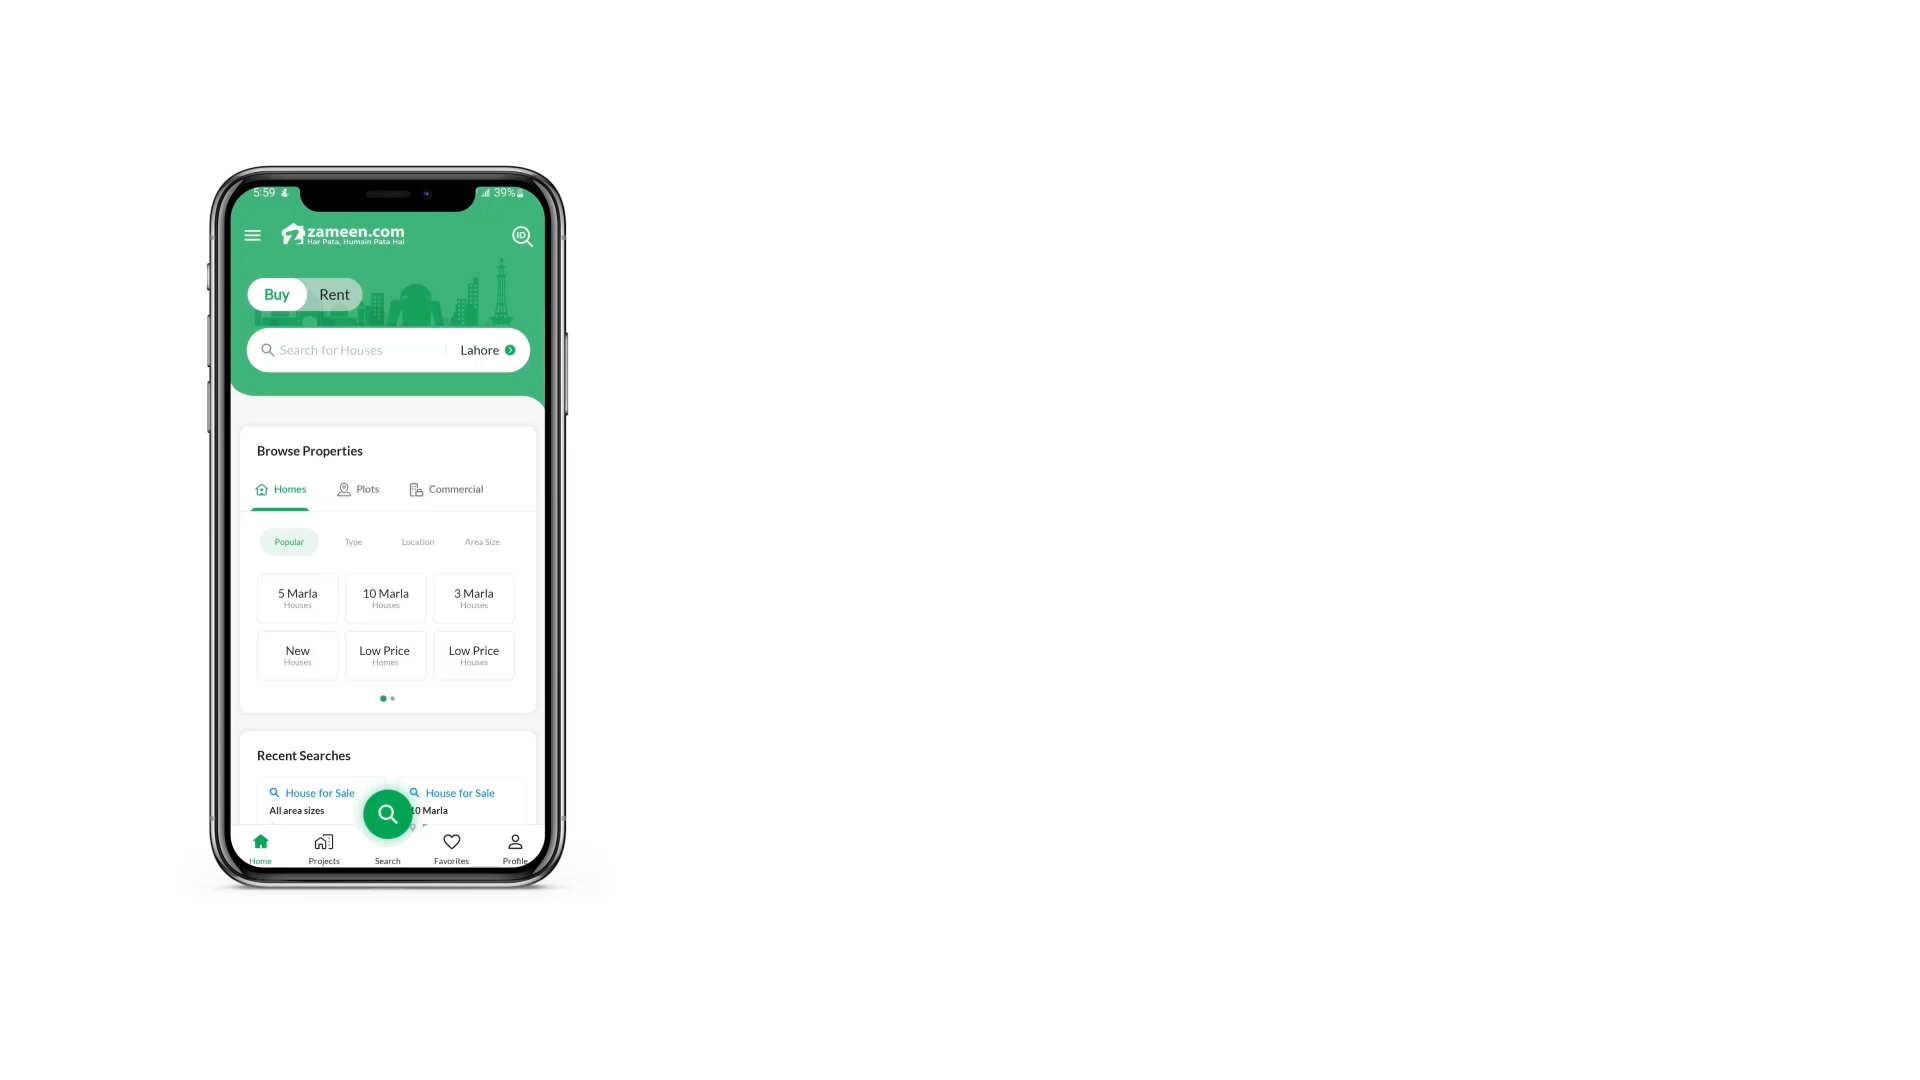 5:59
39%
zameen.com
Har Pata, Humain Pata Hai
ID
Buy Rent
Search for Houses Lahore
Browse Properties
Homes Plots Commercial
Popular Type Location Area Size
5 Marla 10 Marla 3 Marla
Houses Houses Houses
New Low Price Low Price
Houses Homes Houses
Recent Searches
House for Sale House for Sale
All area sizes 10 Marla
Home Projects Search Favorites Profile